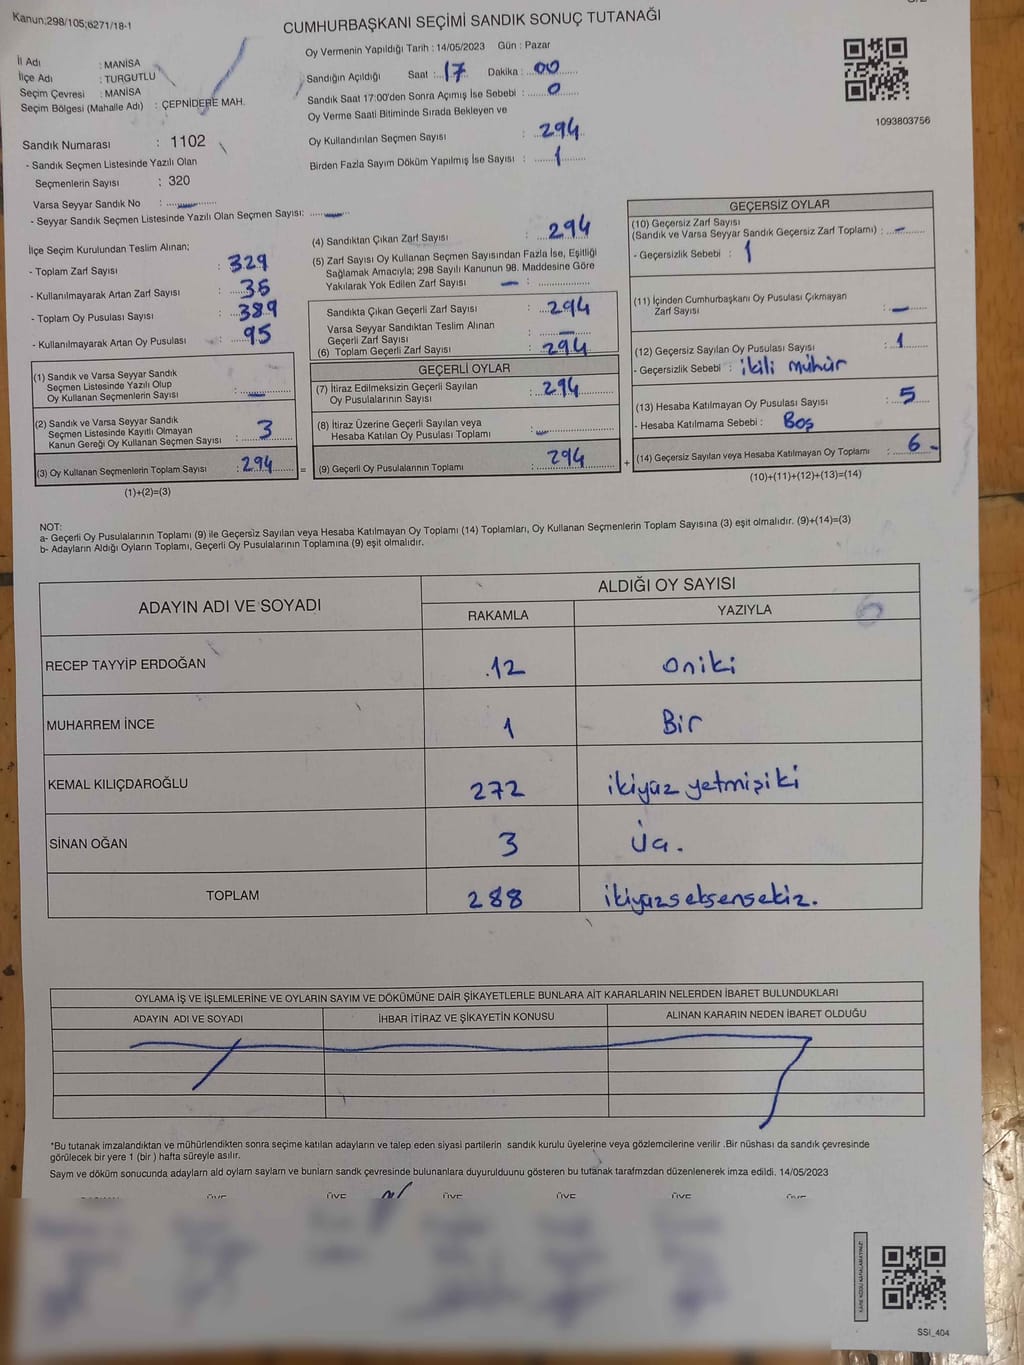 Kanun;298/105;6271/18-1
CUMHURBAŞKANI SEÇİMİ SANDIK SONUÇ TUTANAĞI
İl Adı : MANİSA
İlçe Adı : TURGUTLU
Seçim Çevresi : MANİSA
Seçim Bölgesi (Mahalle Adı) : ÇEPNİDERE MAH.
Sandık Numarası : 1102
- Sandık Seçmen Listesinde Yazılı Olan
Seçmenlerin Sayısı : 320
Varsa Seyyar Sandık No : -
- Seyyar Sandık Seçmen Listesinde Yazılı Olan Seçmen Sayısı: -
Oy Vermenin Yapıldığı Tarih : 14/05/2023 Gün : Pazar
Sandığın Açıldığı Saat : 17 Dakika : 00
Sandık Saat 17:00'den Sonra Açımış İse Sebebi : 0
Oy Verme Saati Bitiminde Sırada Bekleyen ve
Oy Kullandırılan Seçmen Sayısı : 294
Birden Fazla Sayım Döküm Yapılmış İse Sayısı : 1
1093803756
İlçe Seçim Kurulundan Teslim Alınan;
- Toplam Zarf Sayısı : 329
- Kullanılmayarak Artan Zarf Sayısı : 35
- Toplam Oy Pusulası Sayısı : 389
- Kullanılmayarak Artan Oy Pusulası : 95
(1) Sandık ve Varsa Seyyar Sandık
Seçmen Listesinde Yazılı Olup
Oy Kullanan Seçmenlerin Sayısı : -
(2) Sandık ve Varsa Seyyar Sandık
Seçmen Listesinde Kayıtlı Olmayan
Kanun Gereği Oy Kullanan Seçmen Sayısı : 3
(3) Oy Kullanan Seçmenlerin Toplam Sayısı : 294
(1)+(2)=(3)
(4) Sandıktan Çıkan Zarf Sayısı : 294
(5) Zarf Sayısı Oy Kullanan Seçmen Sayısından Fazla İse, Eşitliği
Sağlamak Amacıyla; 298 Sayılı Kanunun 98. Maddesine Göre
Yakılarak Yok Edilen Zarf Sayısı - :
Sandıkta Çıkan Geçerli Zarf Sayısı : 294
Varsa Seyyar Sandıktan Teslim Alınan
Geçerli Zarf Sayısı : -
(6) Toplam Geçerli Zarf Sayısı : 294
GEÇERLİ OYLAR
(7) İtiraz Edilmeksizin Geçerli Sayılan
Oy Pusulalarının Sayısı : 294
(8) İtiraz Üzerine Geçerli Sayılan veya
Hesaba Katılan Oy Pusulası Toplamı : -
(9) Geçerli Oy Pusulalarının Toplamı : 294
GEÇERSİZ OYLAR
(10) Geçersiz Zarf Sayısı
(Sandık ve Varsa Seyyar Sandık Geçersiz Zarf Toplamı) : -
- Geçersizlik Sebebi : 1
(11) İçinden Cumhurbaşkanı Oy Pusulası Çıkmayan
Zarf Sayısı : -
(12) Geçersiz Sayılan Oy Pusulası Sayısı : 1
- Geçersizlik Sebebi : ikili mühür
(13) Hesaba Katılmayan Oy Pusulası Sayısı : 5
- Hesaba Katılmama Sebebi : Boş
(14) Geçersiz Sayılan veya Hesaba Katılmayan Oy Toplamı : 6 -
(10)+(11)+(12)+(13)=(14)
NOT:
a- Geçerli Oy Pusulalarının Toplamı (9) ile Geçersiz Sayılan veya Hesaba Katılmayan Oy Toplamı (14) Toplamları, Oy Kullanan Seçmenlerin Toplam Sayısına (3) eşit olmalıdır. (9)+(14)=(3)
b- Adayların Aldığı Oyların Toplamı, Geçerli Oy Pusulalarının Toplamına (9) eşit olmalıdır.
ADAYIN ADI VE SOYADI ALDIĞI OY SAYISI
RAKAMLA YAZIYLA
RECEP TAYYİP ERDOĞAN 12 oniki
MUHARREM İNCE 1 Bir
KEMAL KILIÇDAROĞLU 272 ikiyüz yetmişiki
SİNAN OĞAN 3 Üç.
TOPLAM 288 ikiyüzseksensekiz.
OYLAMA İŞ VE İŞLEMLERİNE VE OYLARIN SAYIM VE DÖKÜMÜNE DAİR ŞİKAYETLERLE BUNLARA AİT KARARLARIN NELERDEN İBARET BULUNDUKLARI
ADAYIN ADI VE SOYADI İHBAR İTİRAZ VE ŞİKAYETİN KONUSU ALINAN KARARIN NEDEN İBARET OLDUĞU
*Bu tutanak imzalandıktan ve mühürlendikten sonra seçime katılan adayların ve talep eden siyasi partilerin sandık kurulu üyelerine veya gözlemcilerine verilir .Bir nüshası da sandık çevresinde
görülecek bir yere 1 (bir ) hafta süreyle asılır.
Sayım ve döküm sonucunda adayların ald oyların sayların ve bunların sandk çevresinde bulunanlara duyurulduunu gösteren bu tutanak tarafmzdan düzenlenerek imza edildi. 14/05/2023
ÜYE ÜYE ÜYE ÜYE ÜYE ÜYE
SSI_404